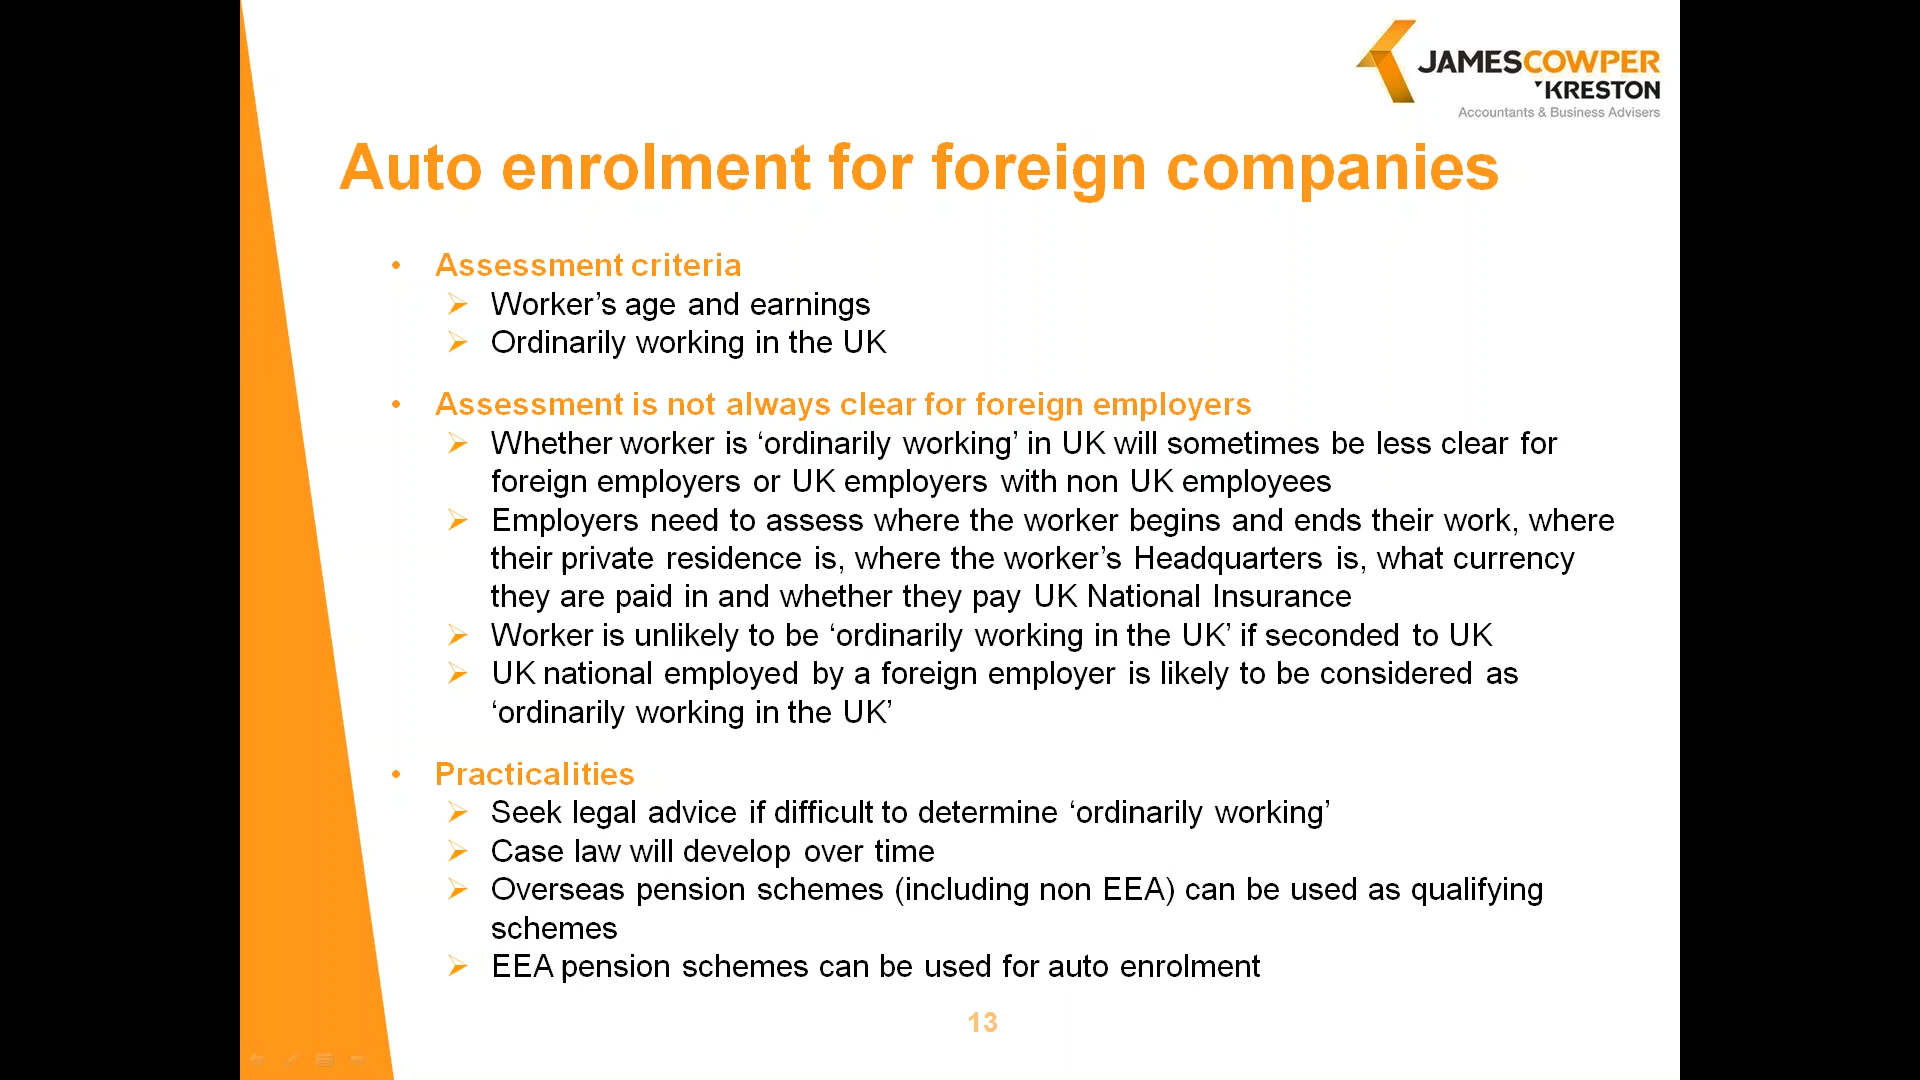 JAMESCOWPER
KRESTON
Accountants & Business Advisers
Auto enrolment for foreign companies
• Assessment criteria
➢ Worker’s age and earnings
➢ Ordinarily working in the UK
• Assessment is not always clear for foreign employers
➢ Whether worker is ‘ordinarily working’ in UK will sometimes be less clear for
foreign employers or UK employers with non UK employees
➢ Employers need to assess where the worker begins and ends their work, where
their private residence is, where the worker’s Headquarters is, what currency
they are paid in and whether they pay UK National Insurance
➢ Worker is unlikely to be ‘ordinarily working in the UK’ if seconded to UK
➢ UK national employed by a foreign employer is likely to be considered as
‘ordinarily working in the UK’
• Practicalities
➢ Seek legal advice if difficult to determine ‘ordinarily working’
➢ Case law will develop over time
➢ Overseas pension schemes (including non EEA) can be used as qualifying
schemes
➢ EEA pension schemes can be used for auto enrolment
13